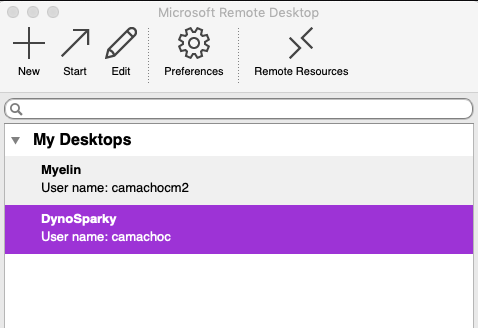 Microsoft Remote Desktop
New Start Edit Preferences Remote Resources
My Desktops
Myelin
User name: camachocm2
DynoSparky
User name: camachoc